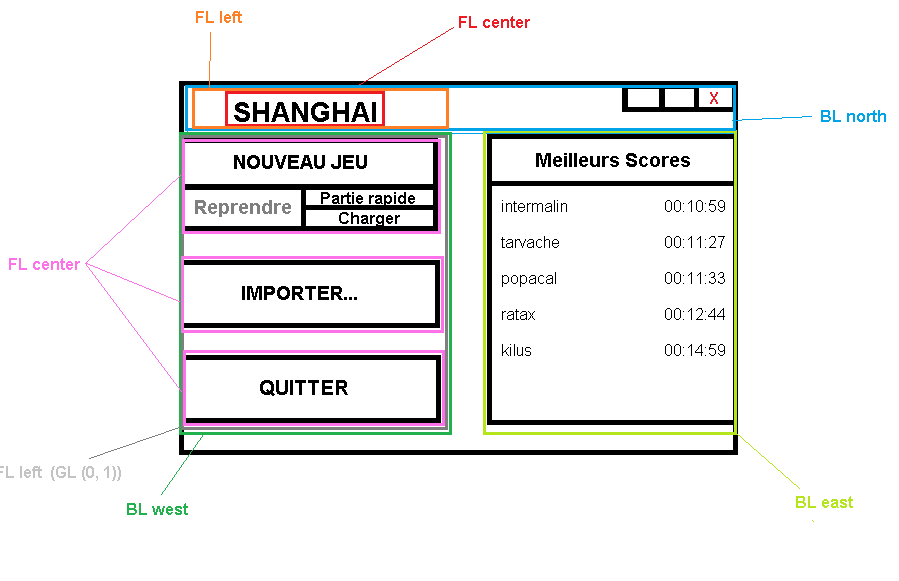 FL left
FL center
SHANGHAI
X
BL north
NOUVEAU JEU
Reprendre
Partie rapide
Charger
Meilleurs Scores
intermalin 00:10:59
tarvache 00:11:27
popacal 00:11:33
ratax 00:12:44
kilus 00:14:59
FL center
IMPORTER...
QUITTER
FL left (GL (0, 1))
BL west
BL east